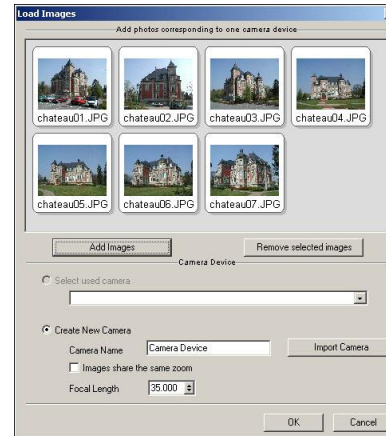 Load Images
Add photos corresponding to one camera device
chateau01.JPG chateau02.JPG chateau03.JPG chateau04.JPG
chateau05.JPG chateau06.JPG chateau07.JPG
Add Images Remove selected images
Camera Device
Select used camera
Create New Camera
Camera Name Camera Device Import Camera
Images share the same zoom
Focal Length 35.000
OK Cancel